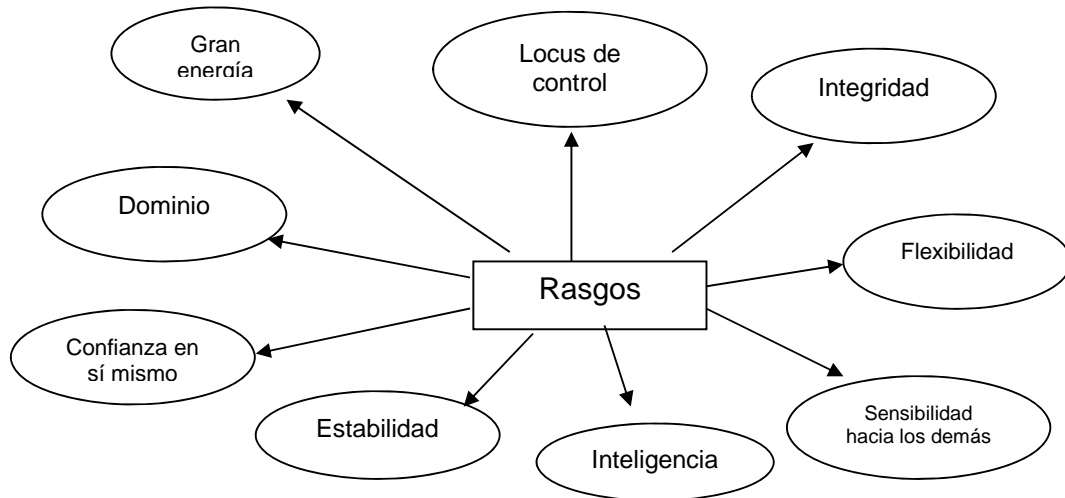 Gran
energía
Locus de
control
Integridad
Dominio
Flexibilidad
Rasgos
Confianza en
sí mismo
Estabilidad
Inteligencia
Sensibilidad
hacia los demás